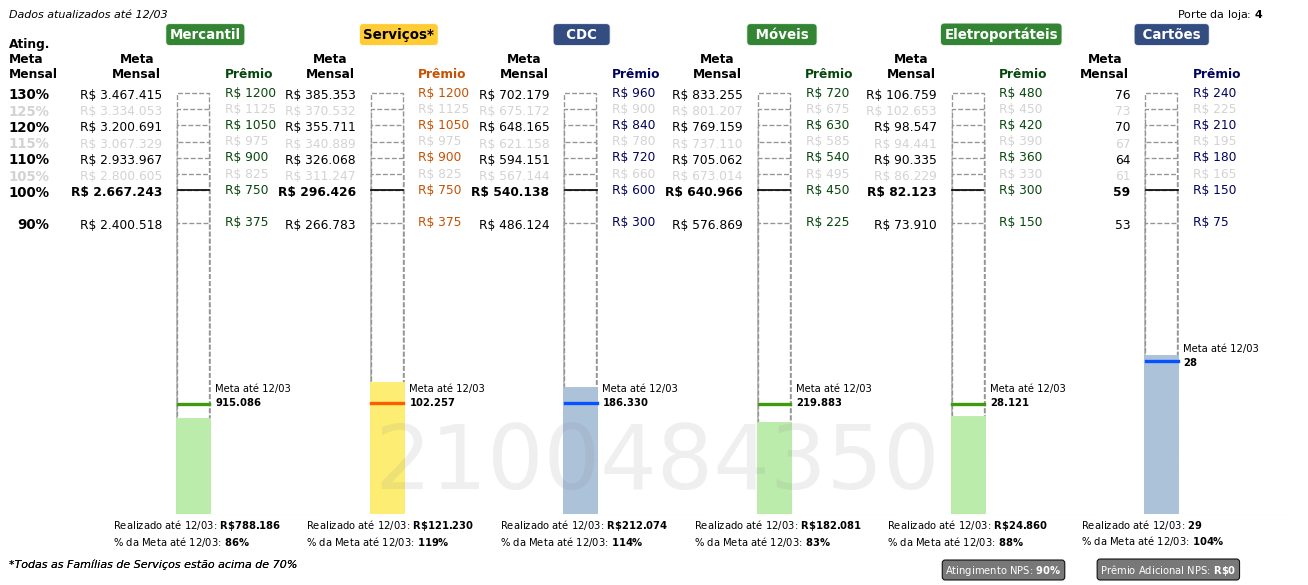 Dados atualizados até 12/03 Porte da loja: 4
Mercantil Serviços* CDC Móveis Eletroportáteis Cartões
Ating. Meta Mensal Meta Mensal Prêmio Meta Mensal Prêmio Meta Mensal Prêmio Meta Mensal Prêmio Meta Mensal Prêmio Meta Mensal Prêmio
130% R$ 3.467.415 R$ 1200 R$ 385.353 R$ 1200 R$ 702.179 R$ 960 R$ 833.255 R$ 720 R$ 106.759 R$ 480 76 R$ 240
125% R$ 3.334.053 R$ 1125 R$ 370.532 R$ 1125 R$ 675.172 R$ 900 R$ 801.207 R$ 675 R$ 102.653 R$ 450 73 R$ 225
120% R$ 3.200.691 R$ 1050 R$ 355.711 R$ 1050 R$ 648.165 R$ 840 R$ 769.159 R$ 630 R$ 98.547 R$ 420 70 R$ 210
115% R$ 3.067.329 R$ 975 R$ 340.889 R$ 975 R$ 621.158 R$ 780 R$ 737.110 R$ 585 R$ 94.441 R$ 390 67 R$ 195
110% R$ 2.933.967 R$ 900 R$ 326.068 R$ 900 R$ 594.151 R$ 720 R$ 705.062 R$ 540 R$ 90.335 R$ 360 64 R$ 180
105% R$ 2.800.605 R$ 825 R$ 311.247 R$ 825 R$ 567.144 R$ 660 R$ 673.014 R$ 495 R$ 86.229 R$ 330 61 R$ 165
100% R$ 2.667.243 R$ 750 R$ 296.426 R$ 750 R$ 540.138 R$ 600 R$ 640.966 R$ 450 R$ 82.123 R$ 300 59 R$ 150
90% R$ 2.400.518 R$ 375 R$ 266.783 R$ 375 R$ 486.124 R$ 300 R$ 576.869 R$ 225 R$ 73.910 R$ 150 53 R$ 75
Meta até 12/03
28
Meta até 12/03 Meta até 12/03 Meta até 12/03 Meta até 12/03 Meta até 12/03
915.086 102.257 186.330 219.883 28.121
2100484350
Realizado até 12/03: R$788.186 Realizado até 12/03: R$121.230 Realizado até 12/03: R$212.074 Realizado até 12/03: R$182.081 Realizado até 12/03: R$24.860 Realizado até 12/03: 29
% da Meta até 12/03: 86% % da Meta até 12/03: 119% % da Meta até 12/03: 114% % da Meta até 12/03: 83% % da Meta até 12/03: 88% % da Meta até 12/03: 104%
*Todas as Famílias de Serviços estão acima de 70% Atingimento NPS: 90% Prêmio Adicional NPS: R$0